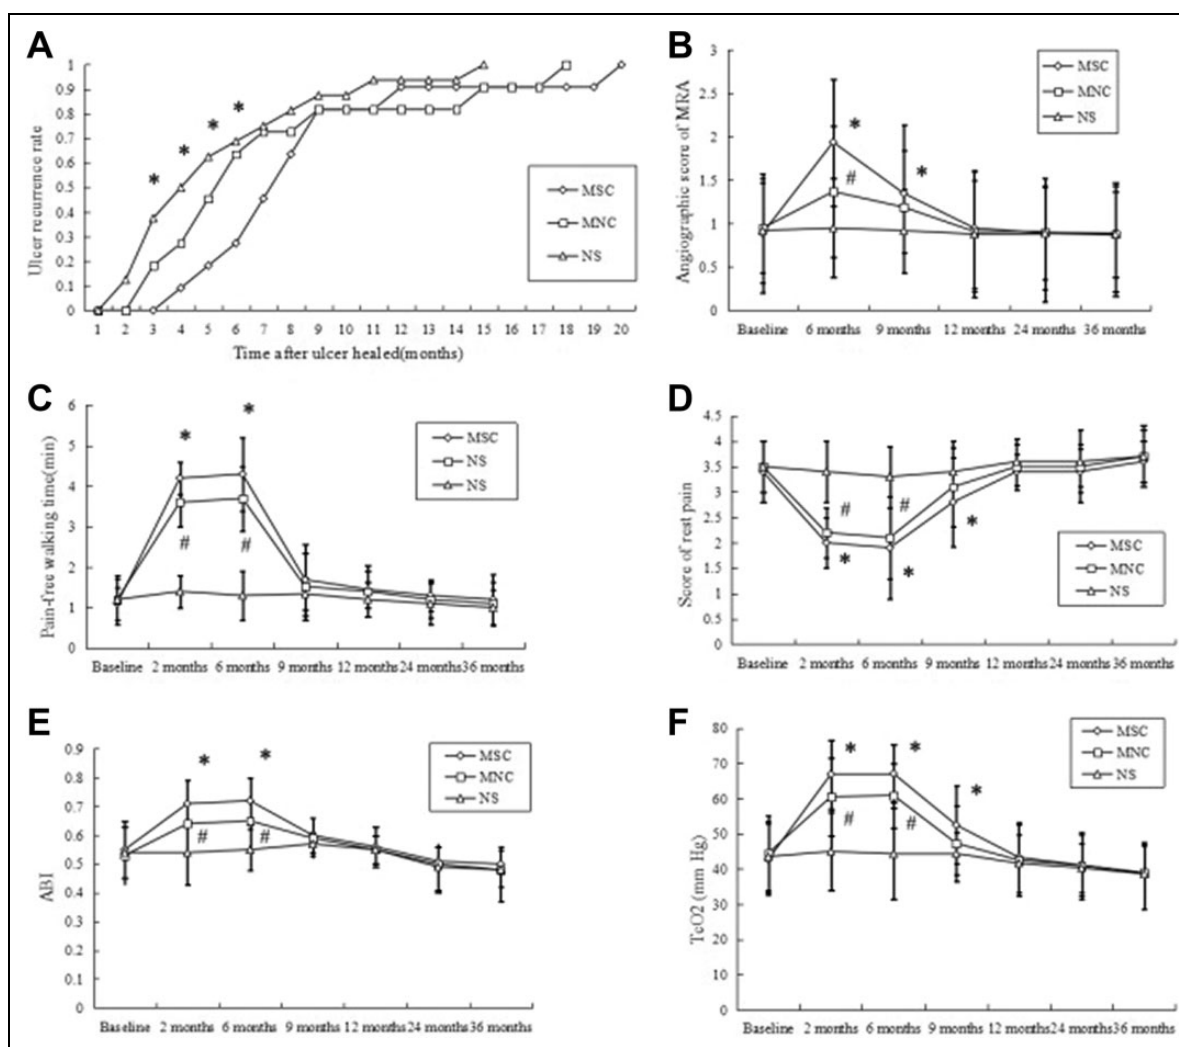 A
Ulcer recurrence rate
1
0.9
0.8
0.7
0.6
0.5
0.4
0.3
0.2
0.1
0
* * * *
MSC
MNC
NS
1 2 3 4 5 6 7 8 9 10 11 12 13 14 15 16 17 18 19 20
Time after ulcer healed(months)
B
Angiographic score of MRA
3
2.5
2
1.5
1
0.5
0
* *
#
MSC
MNC
NS
Baseline 6 months 9 months 12 months 24 months 36 months
C
Pain-free walking time(min)
6
5
4
3
2
1
0
* *
# #
MSC
NS
NS
Baseline 2 months 6 months 9 months 12 months 24 months 36 months
D
Score of rest pain
4.5
4
3.5
3
2.5
2
1.5
1
0.5
0
# #
* * *
MSC
MNC
NS
Baseline 2 months 6 months 9 months 12 months 24 months 36 months
E
ABI
0.9
0.8
0.7
0.6
0.5
0.4
0.3
0.2
0.1
0
* *
# #
MSC
MNC
NS
Baseline 2 months 6 months 9 months 12 months 24 months 36 months
F
TcO2 (mm Hg)
80
70
60
50
40
30
20
10
0
* * *
# #
MSC
MNC
NS
Baseline 2 months 6 months 9 months 12 months 24 months 36 months